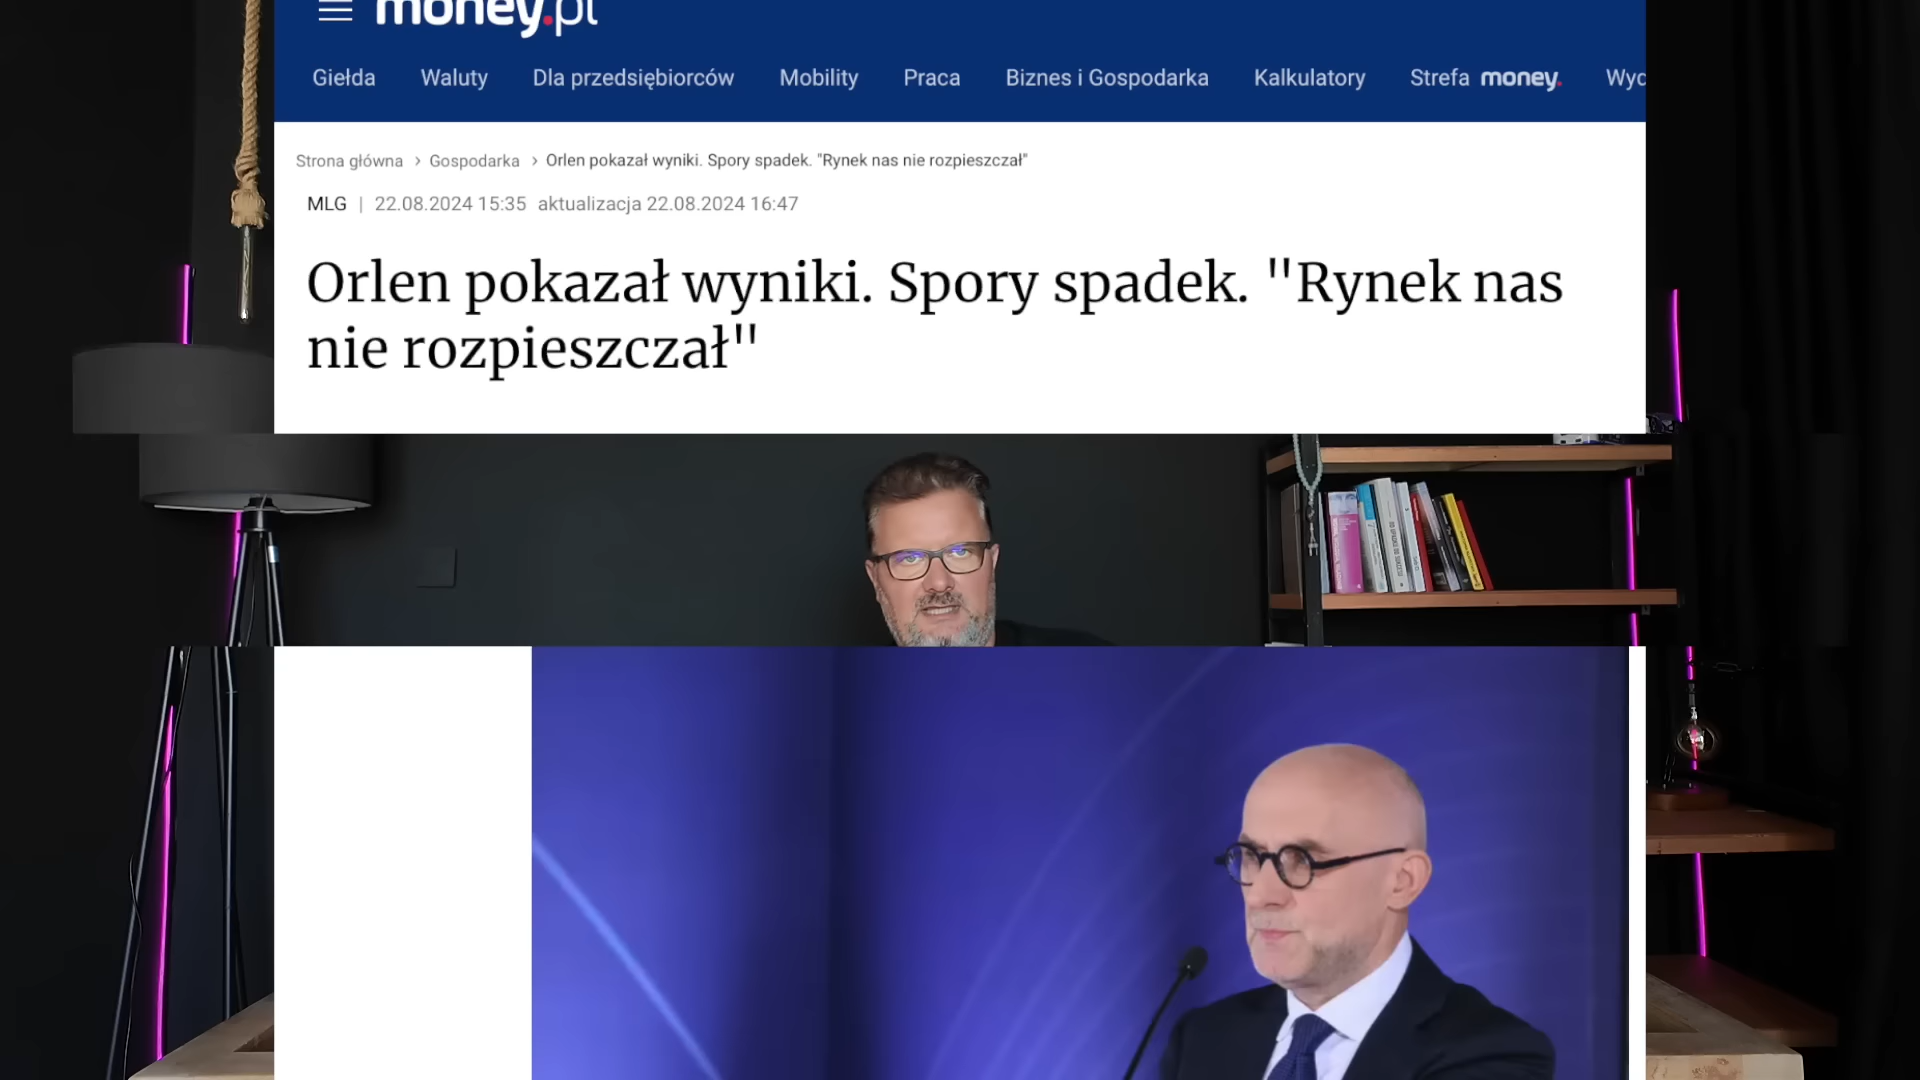 money.pl
Giełda Waluty Dla przedsiębiorców Mobility Praca Biznes i Gospodarka Kalkulatory Strefa money. Wyd
Strona główna › Gospodarka › Orlen pokazał wyniki. Spory spadek. "Rynek nas nie rozpieszczał"
MLG | 22.08.2024 15:35 aktualizacja 22.08.2024 16:47
Orlen pokazał wyniki. Spory spadek. "Rynek nas
nie rozpieszczał"